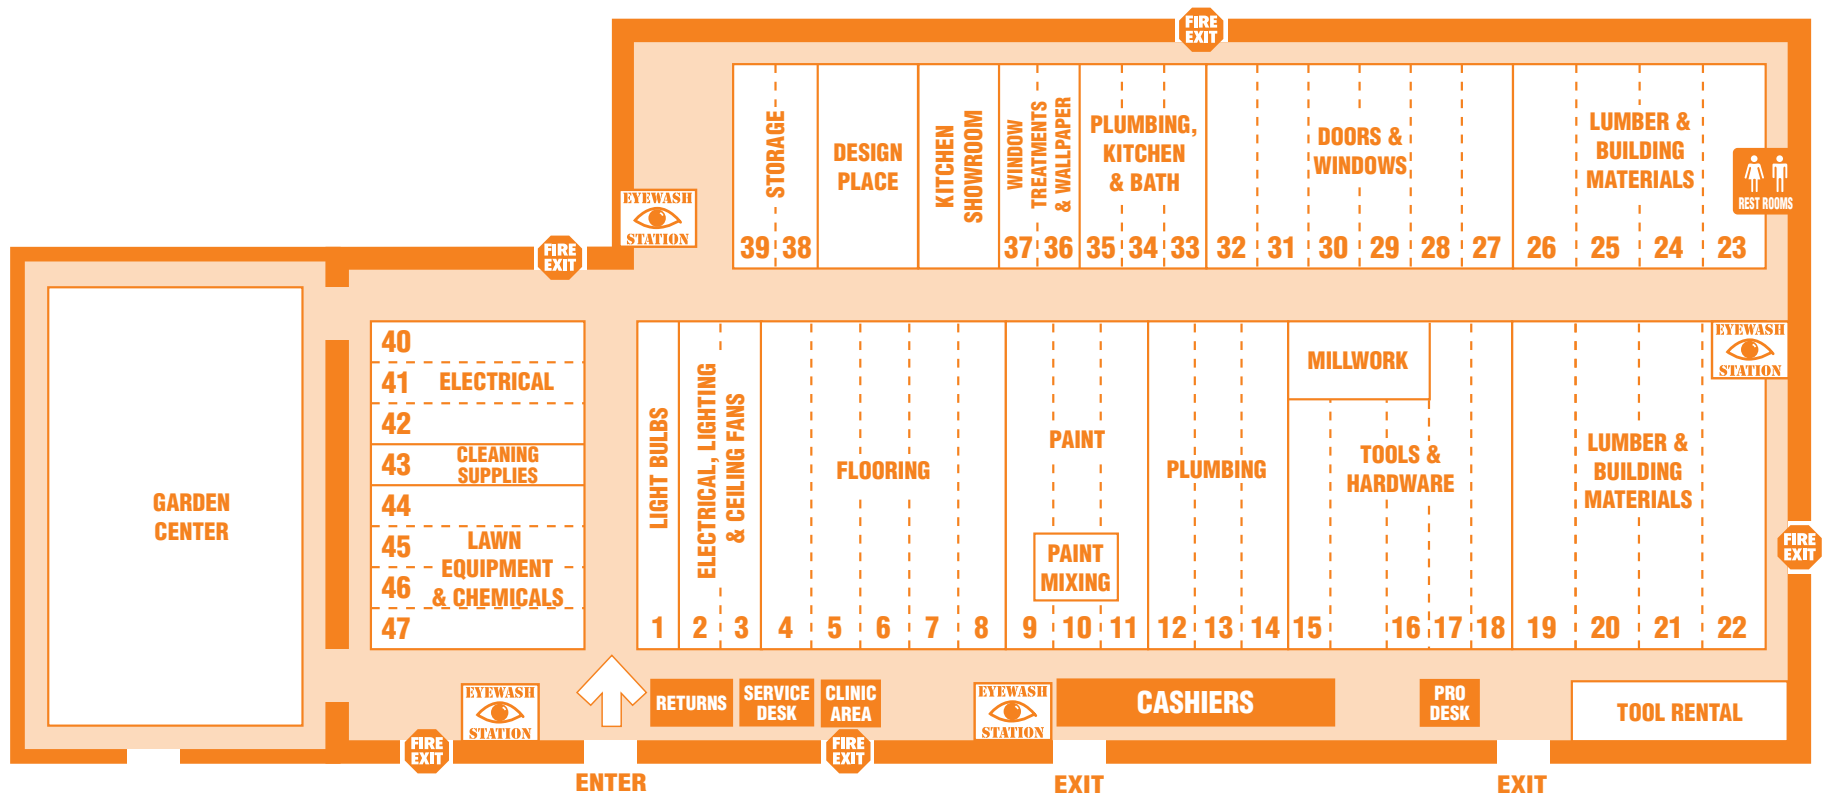 FIRE
EXIT
STORAGE
DESIGN
PLACE
KITCHEN
SHOWROOM
WINDOW
TREATMENTS
& WALLPAPER
PLUMBING,
KITCHEN
& BATH
DOORS &
WINDOWS
LUMBER &
BUILDING
MATERIALS
REST ROOMS
39 38 37 36 35 34 33 32 31 30 29 28 27 26 25 24 23
EYEWASH
STATION
FIRE
EXIT
GARDEN
CENTER
40
41 ELECTRICAL
42
43 CLEANING
SUPPLIES
44
45 LAWN
EQUIPMENT
46 & CHEMICALS
47
LIGHT BULBS
ELECTRICAL, LIGHTING
& CEILING FANS
FLOORING
PAINT
PAINT
MIXING
PLUMBING
MILLWORK
TOOLS &
HARDWARE
LUMBER &
BUILDING
MATERIALS
EYEWASH
STATION
FIRE
EXIT
1 2 3 4 5 6 7 8 9 10 11 12 13 14 15 16 17 18 19 20 21 22
EYEWASH
STATION
RETURNS
SERVICE
DESK
CLINIC
AREA
EYEWASH
STATION
CASHIERS
PRO
DESK
TOOL RENTAL
FIRE
EXIT
FIRE
EXIT
ENTER
EXIT
EXIT